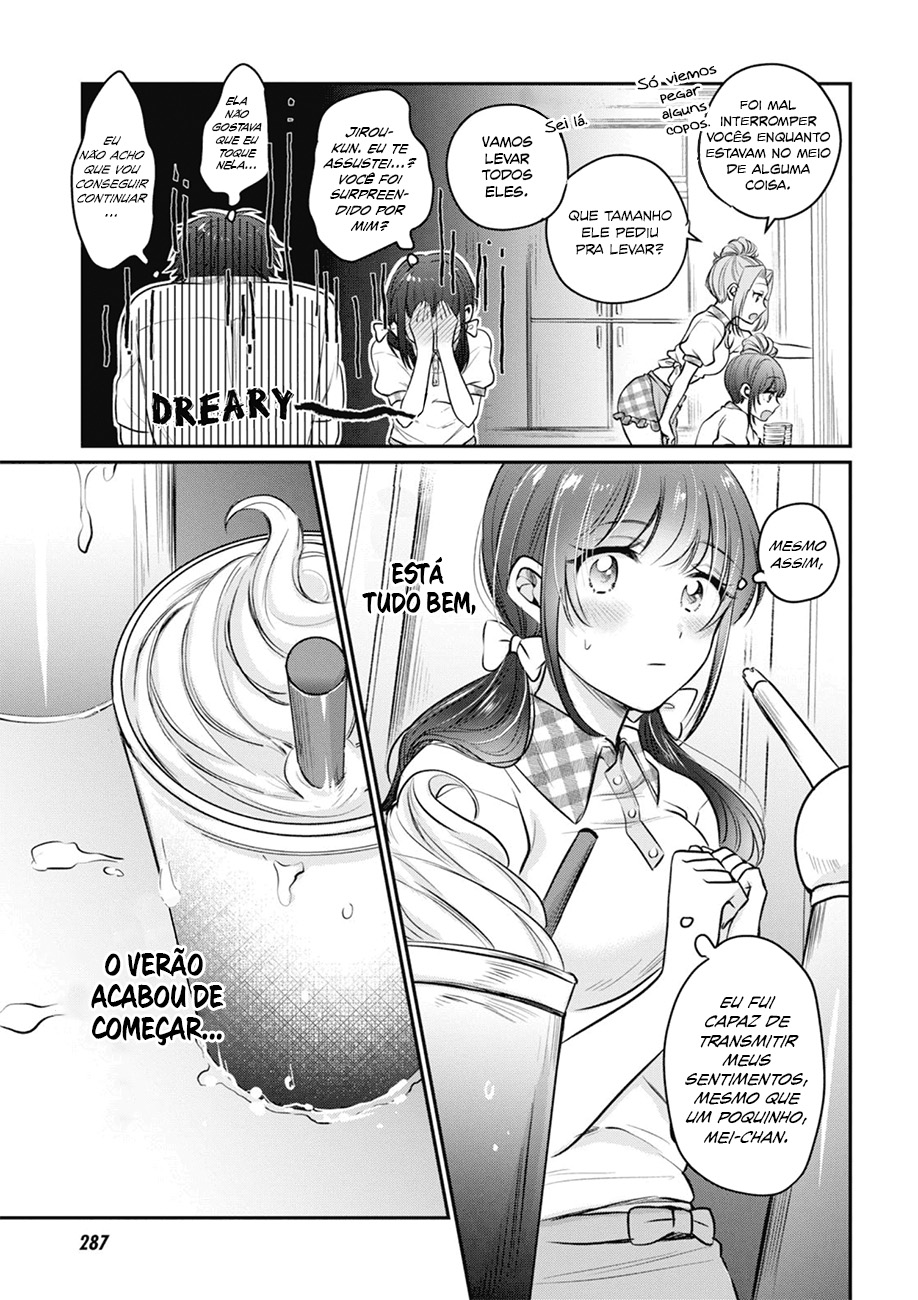 FOI MAL
INTERROMPER
VOCÊS ENQUANTO
ESTAVAM NO MEIO
DE ALGUMA
COISA.
Só viemos
pegar
alguns
copos.
QUE TAMANHO
ELE PEDIU
PRA LEVAR?
Sei lá.
VAMOS
LEVAR
TODOS
ELES.
JIROU-
KUN. EU TE
ASSUSTEI...?
VOCÊ FOI
SURPREEN-
DIDO POR
MIM?
ELA
NÃO
GOSTAVA
QUE EU
TOQUE
NELA...
EU
NÃO ACHO
QUE VOU
CONSEGUIR
CONTINUAR
...
DREARY
MESMO
ASSIM,
ESTÁ
TUDO BEM,
EU FUI
CAPAZ DE
TRANSMITIR
MEUS
SENTIMENTOS,
MESMO QUE
UM POQUINHO,
MEI-CHAN.
O VERÃO
ACABOU DE
COMEÇAR...
287